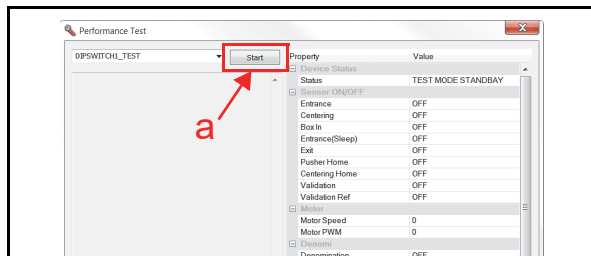 Performance Test
DIPSWITCH1_TEST
Start
a
Property Value
Device Status
Status TEST MODE STANDBAY
Sensor ON/OFF
Entrance OFF
Centering OFF
Box In OFF
Entrance(Sleep) OFF
Exit OFF
Pusher Home OFF
Centering Home OFF
Validation OFF
Validation Ref OFF
Motor
Motor Speed 0
Motor PWM 0
Denomi
Denomination OFF